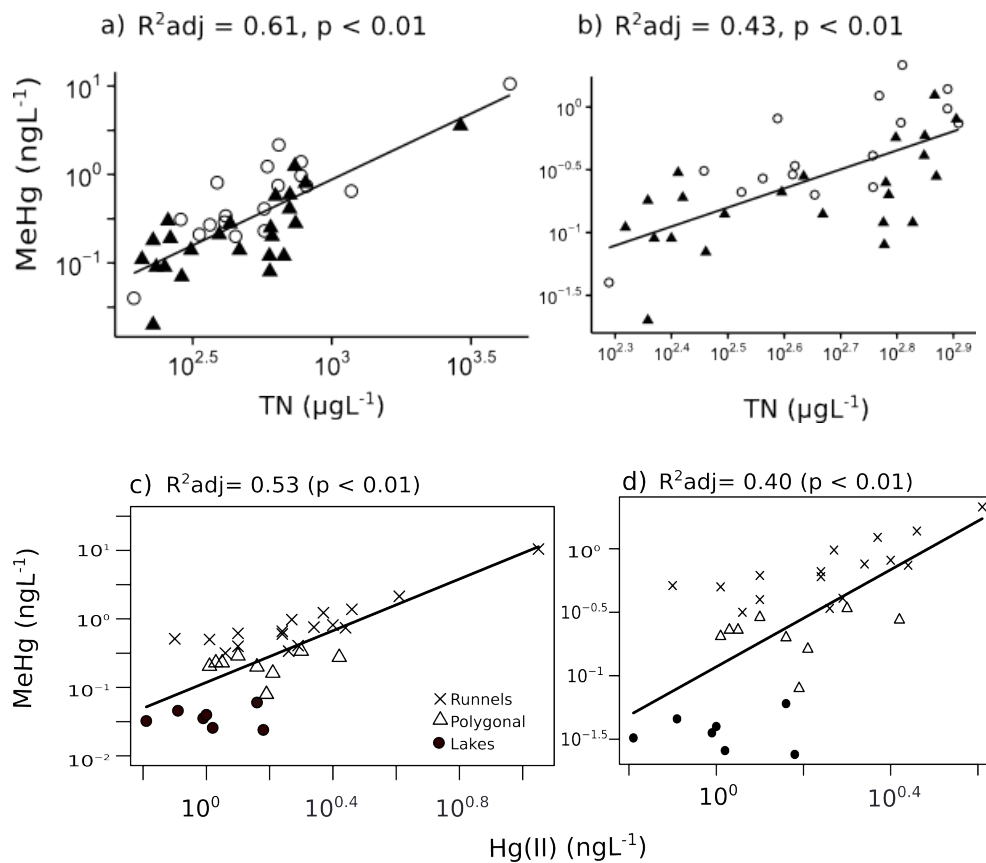 a) R²adj = 0.61, p < 0.01
b) R²adj = 0.43, p < 0.01
MeHg (ngL⁻¹)
10¹
10⁰
10⁻¹
10²·⁵
10³
10³·⁵
TN (µgL⁻¹)
10⁰
10⁻⁰·⁵
10⁻¹
10⁻¹·⁵
10²·³
10²·⁴
10²·⁵
10²·⁶
10²·⁷
10²·⁸
10²·⁹
TN (µgL⁻¹)
c) R²adj= 0.53 (p < 0.01)
d) R²adj= 0.40 (p < 0.01)
MeHg (ngL⁻¹)
10¹
10⁰
10⁻¹
10⁻²
Runnels
Polygonal
Lakes
10⁰
10⁰·⁴
10⁰·⁸
10⁰
10⁻⁰·⁵
10⁻¹
10⁻¹·⁵
10⁰
10⁰·⁴
Hg(II) (ngL⁻¹)